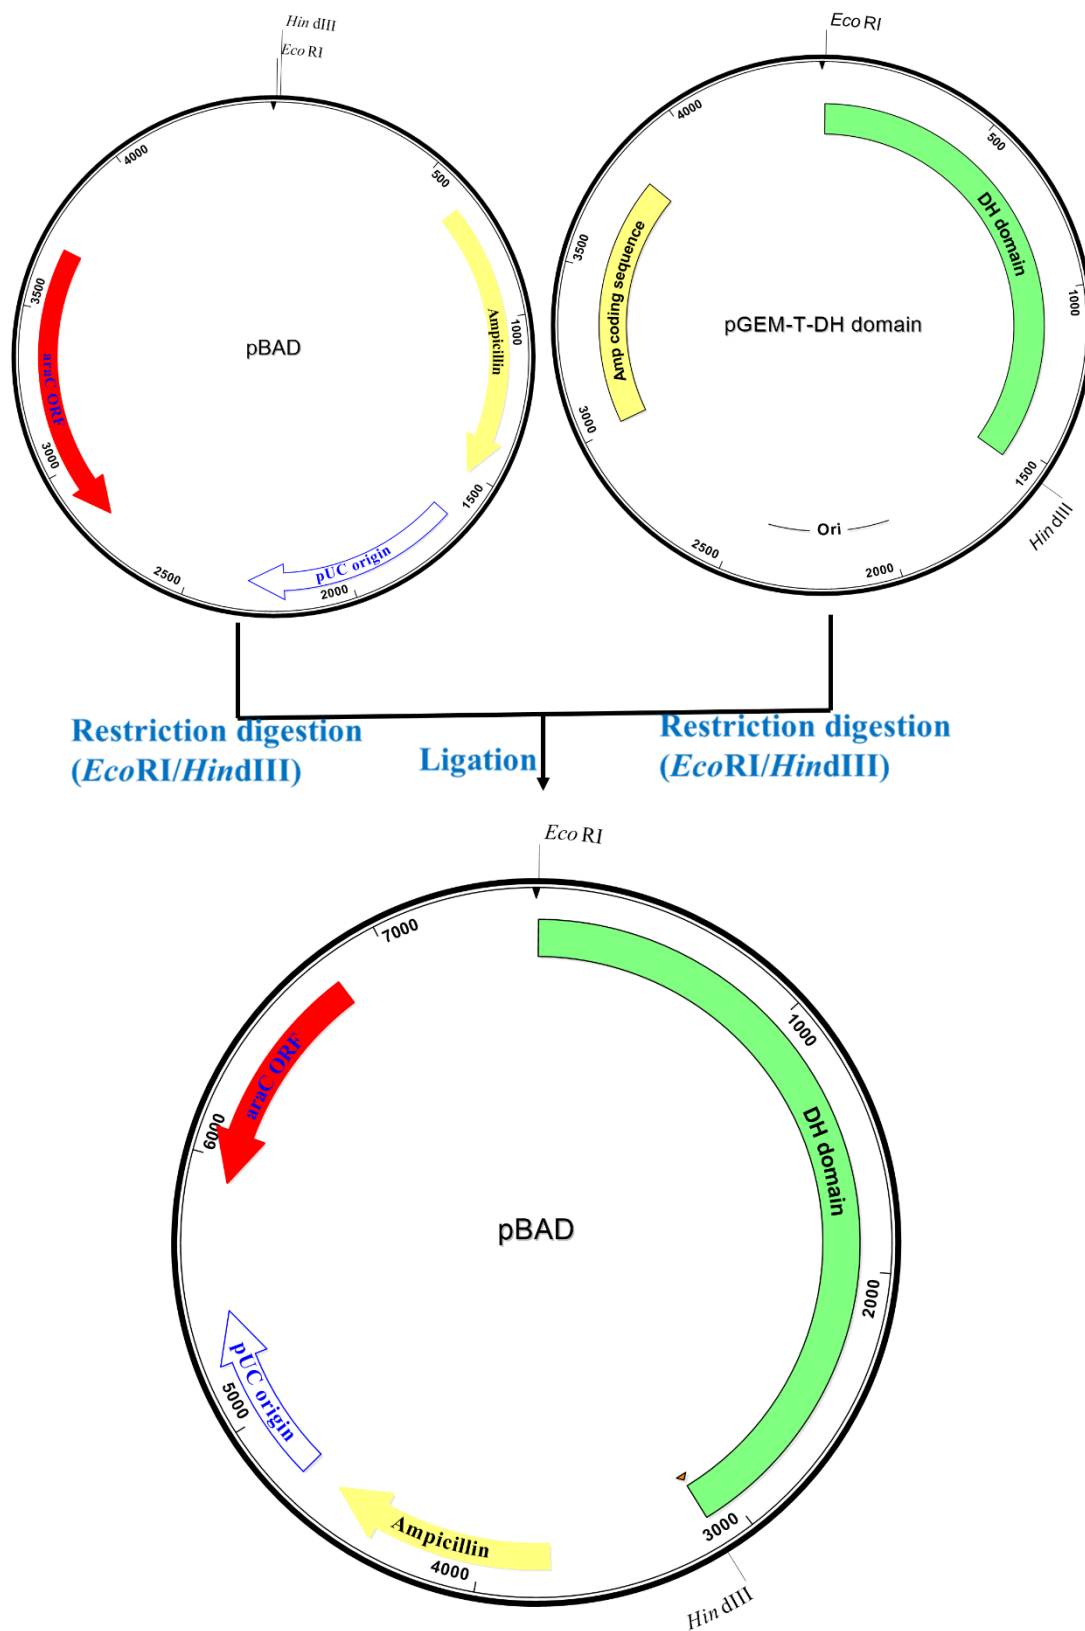 Hin dIII
Eco RI
4000
500
3500
Ampicillin
1000
pBAD
araC ORF
3000
1500
pUC origin
2500
2000
Eco RI
4000
500
DH domain
3500
1000
Amp coding sequence
pGEM-T-DH domain
3000
1500
Hin dIII
Ori
2500
2000
Restriction digestion
(EcoRI/HindIII)
Ligation
Restriction digestion
(EcoRI/HindIII)
Eco RI
7000
1000
araC ORF
6000
DH domain
pBAD
2000
pUC origin
5000
3000
Ampicillin
4000
Hin dIII